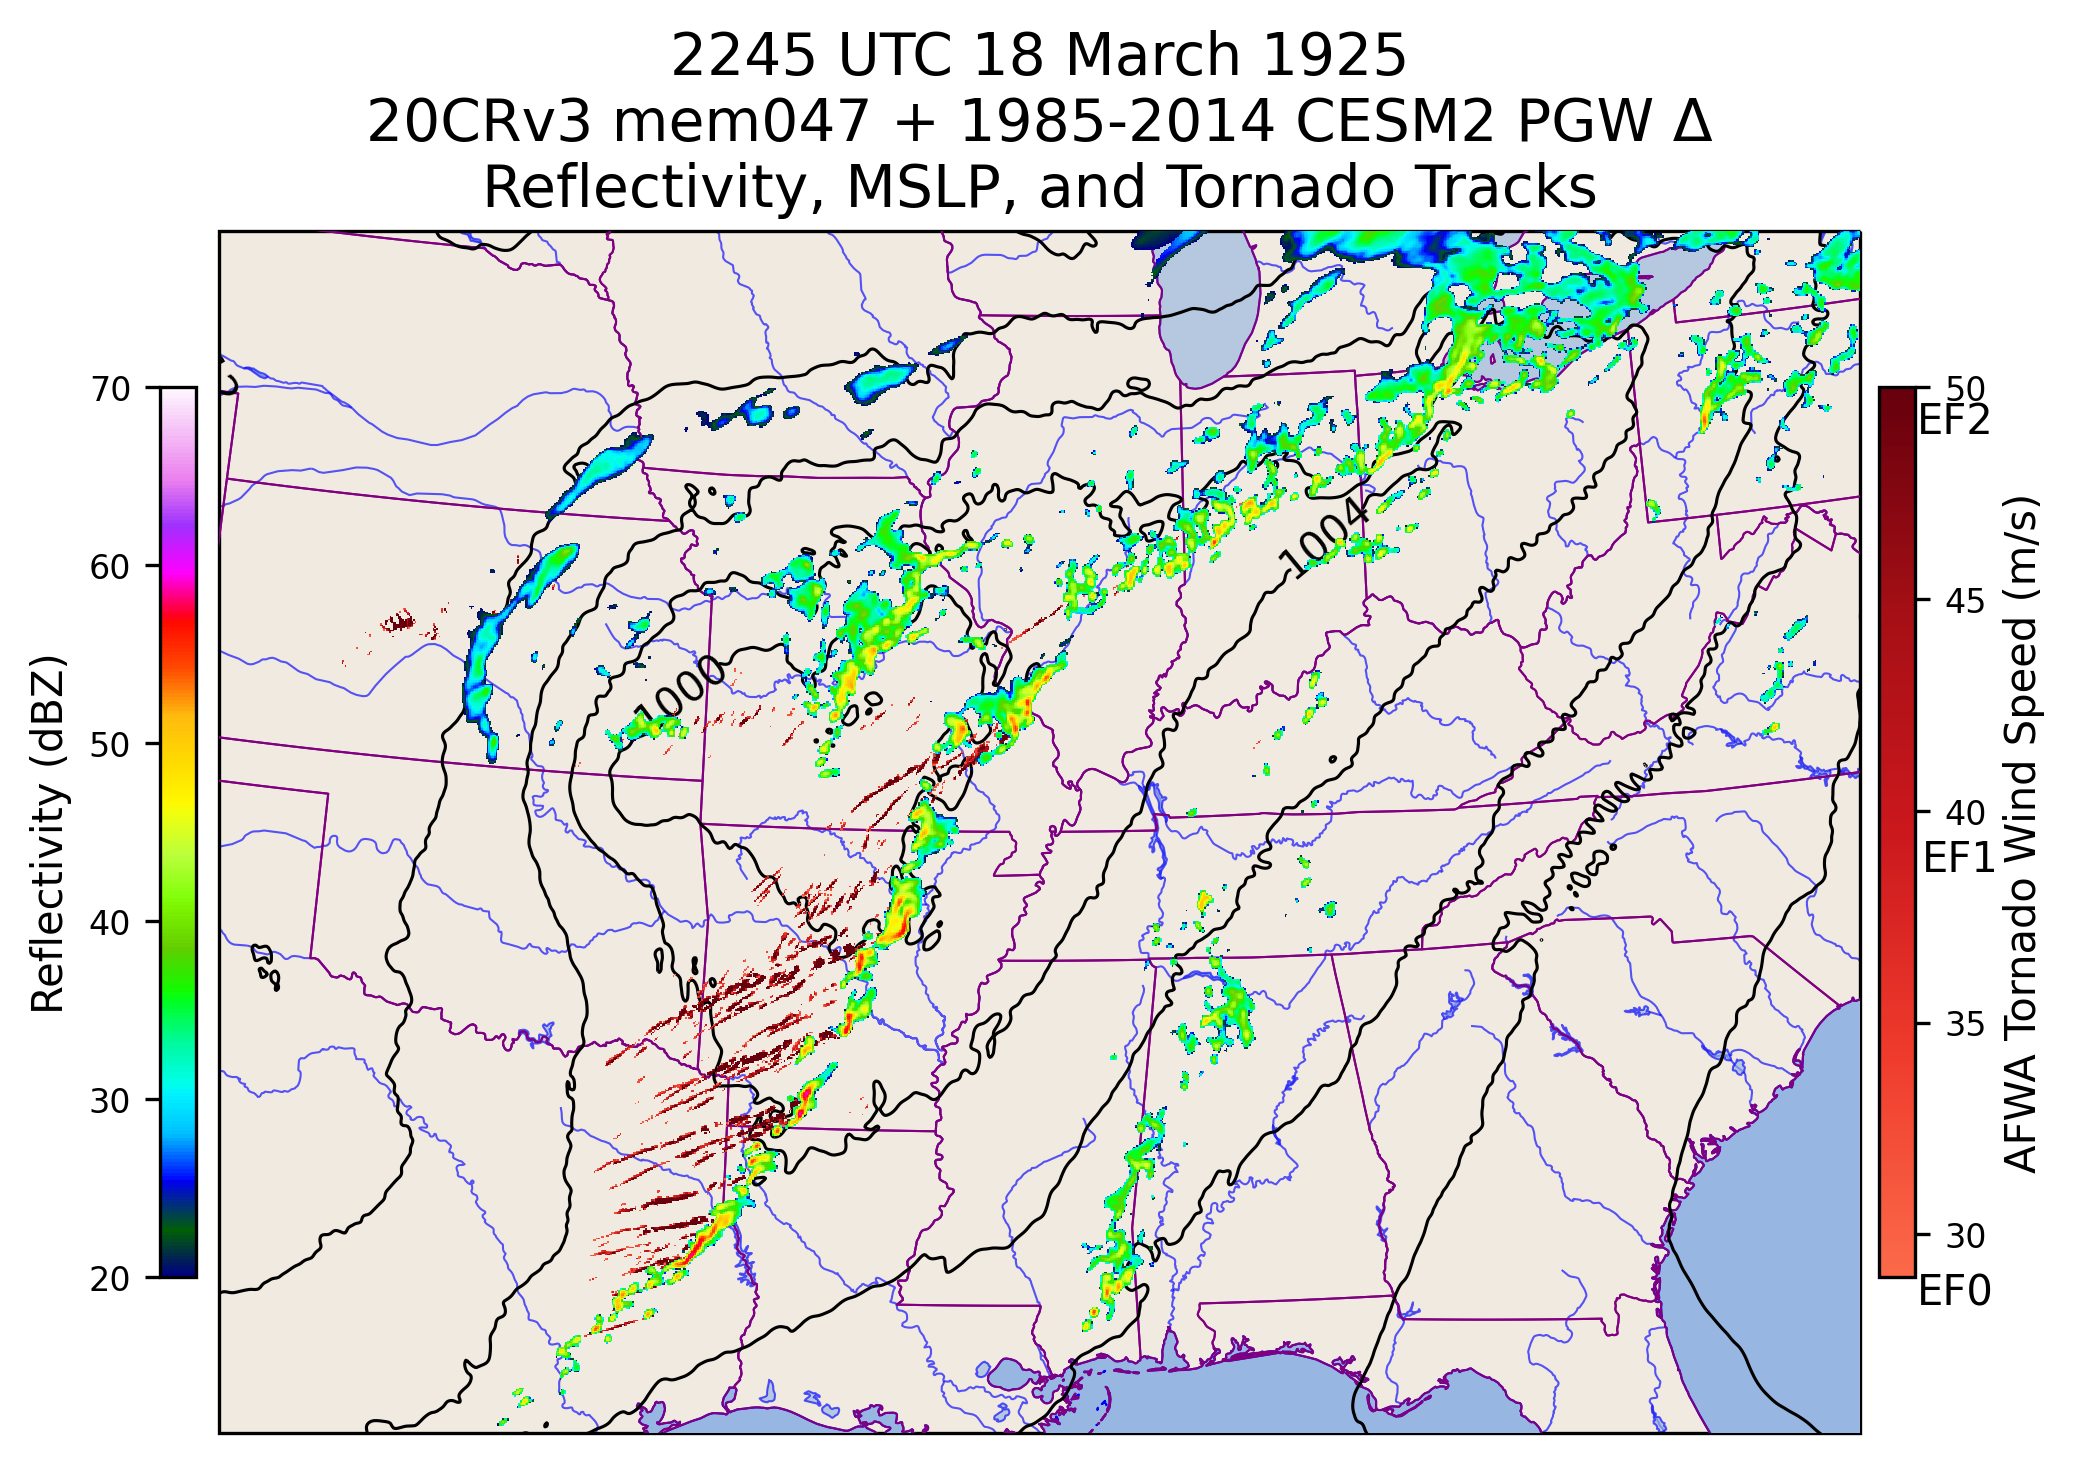 2245 UTC 18 March 1925
20CRv3 mem047 + 1985-2014 CESM2 PGW Δ
Reflectivity, MSLP, and Tornado Tracks
Reflectivity (dBZ)
70
60
50
40
30
20
1004
1000
50
EF2
45
40
EF1
35
30
EF0
AFWA Tornado Wind Speed (m/s)